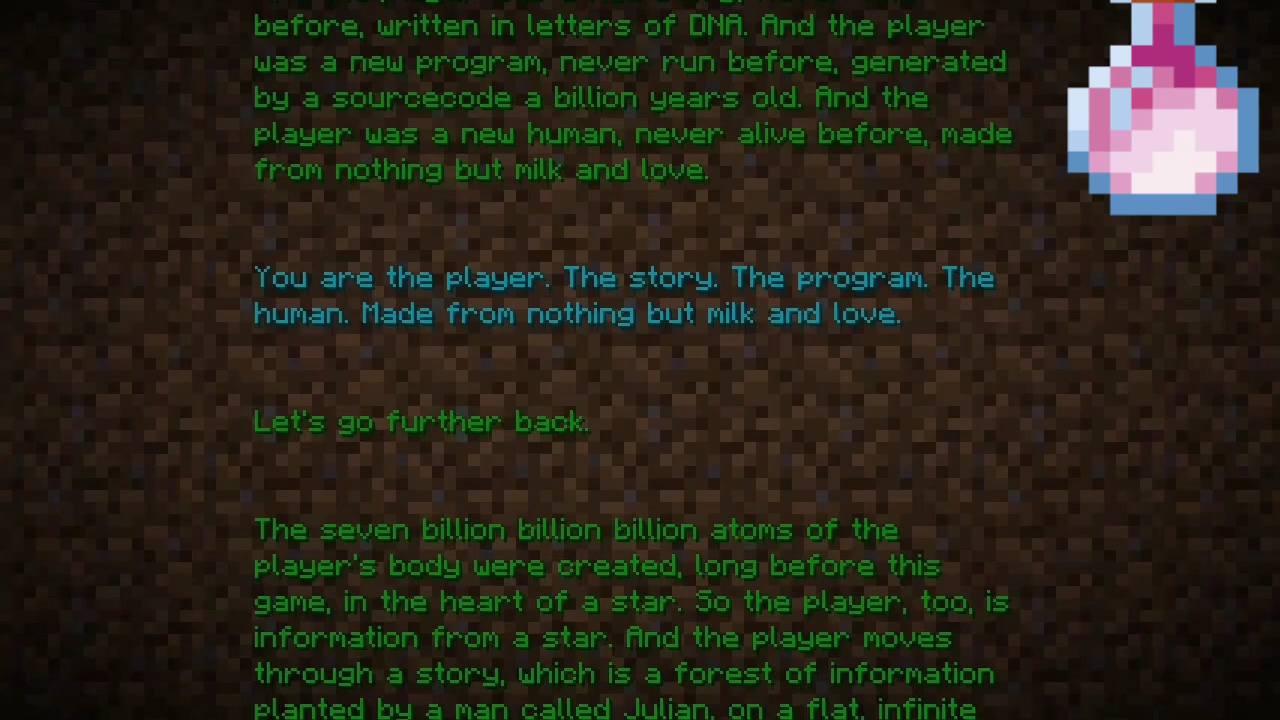 before, written in letters of DNA. And the player
was a new program, never run before, generated
by a sourcecode a billion years old. And the
player was a new human, never alive before, made
from nothing but milk and love.
You are the player. The story. The program. The
human. Made from nothing but milk and love.
Let's go further back.
The seven billion billion billion atoms of the
player's body were created, long before this
game, in the heart of a star. So the player, too, is
information from a star. And the player moves
through a story, which is a forest of information
planted by a man called Julian, on a flat, infinite